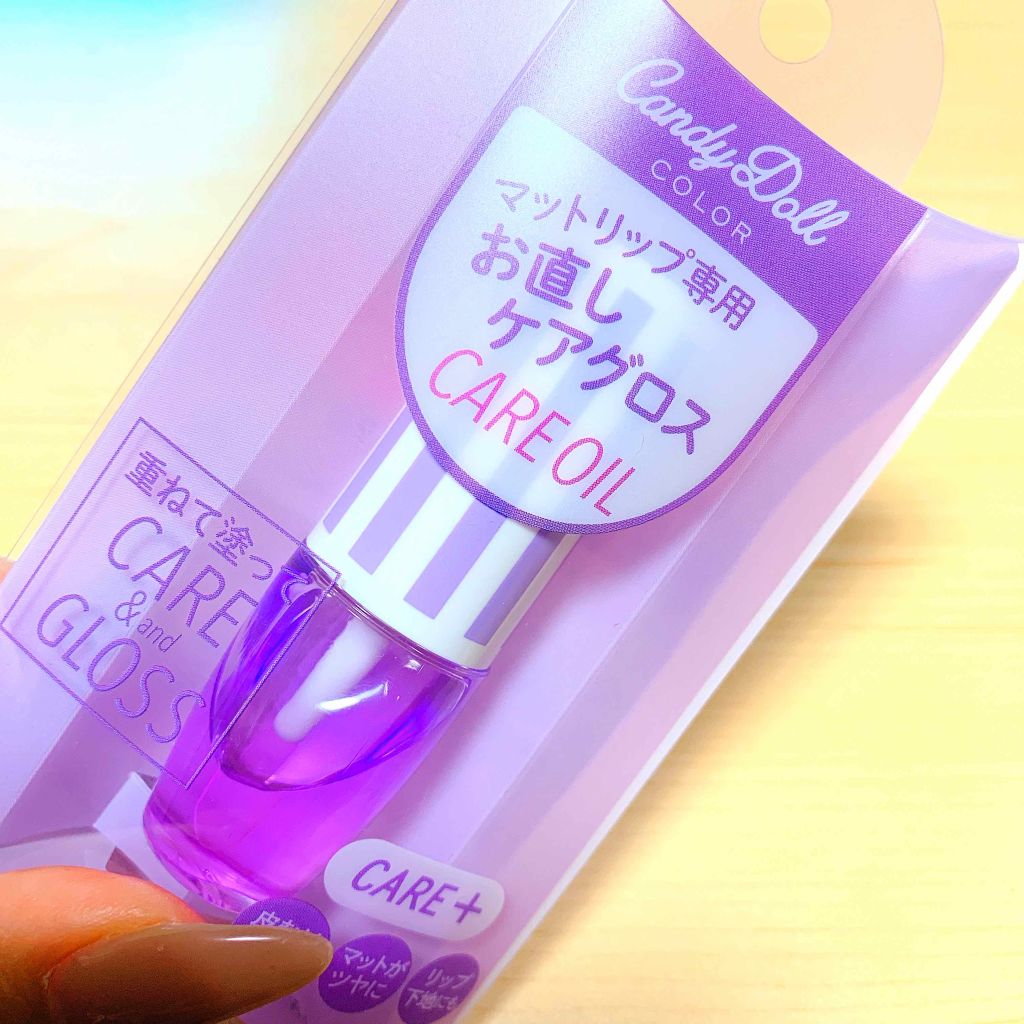 Candy Doll
COLOR
マットリップ専用
お直し
ケアグロス
CARE OIL
重ねて塗って
CARE
&and
GLOSS
CARE+
マットが
ツヤに
リップ
下地にも